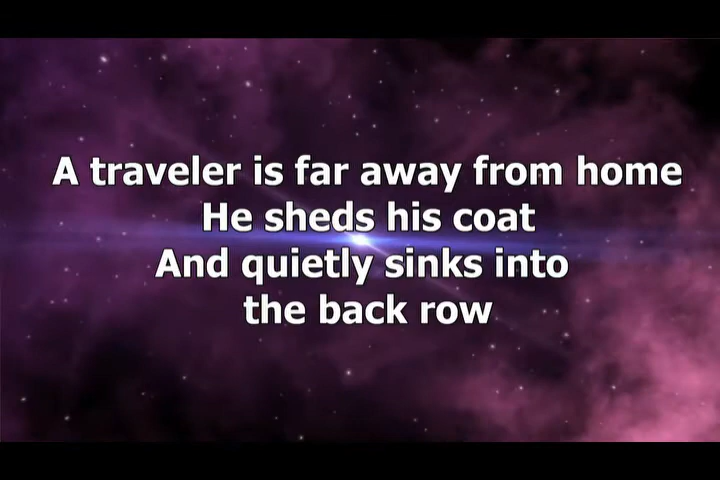 A traveler is far away from home
He sheds his coat
And quietly sinks into
the back row